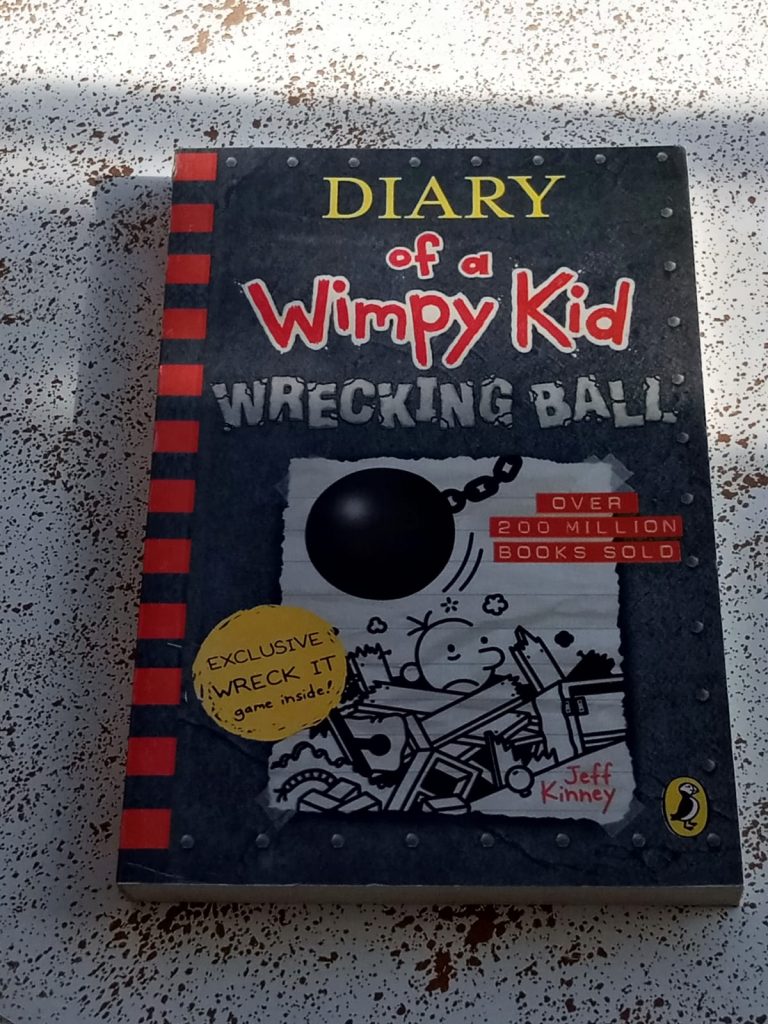 DIARY
of a
Wimpy Kid
WRECKING BALL
OVER
200 MILLION
BOOKS SOLD
EXCLUSIVE
WRECK IT
game inside!
Jeff
Kinney